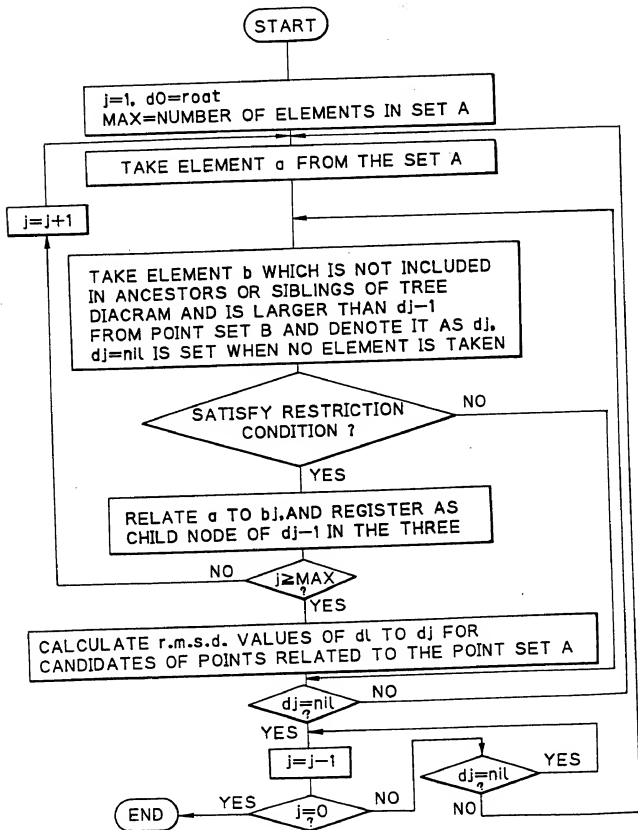 START
j=1, d0=roat
MAX=NUMBER OF ELEMENTS IN SET A
TAKE ELEMENT a FROM THE SET A
j=j+1
TAKE ELEMENT b WHICH IS NOT INCLUDED
IN ANCESTORS OR SIBLINGS OF TREE
DIACRAM AND IS LARGER THAN dj-1
FROM POINT SET B AND DENOTE IT AS dj,
dj=nil IS SET WHEN NO ELEMENT IS TAKEN
SATISFY RESTRICTION
CONDITION ?
NO
YES
RELATE a TO bj,AND REGISTER AS
CHILD NODE OF dj-1 IN THE THREE
NO
j≧MAX
?
YES
CALCULATE r.m.s.d. VALUES OF dl TO dj FOR
CANDIDATES OF POINTS RELATED TO THE POINT SET A
dj=nil
?
NO
YES
j=j-1
dj=nil
?
YES
NO
j=0
?
NO
YES
END